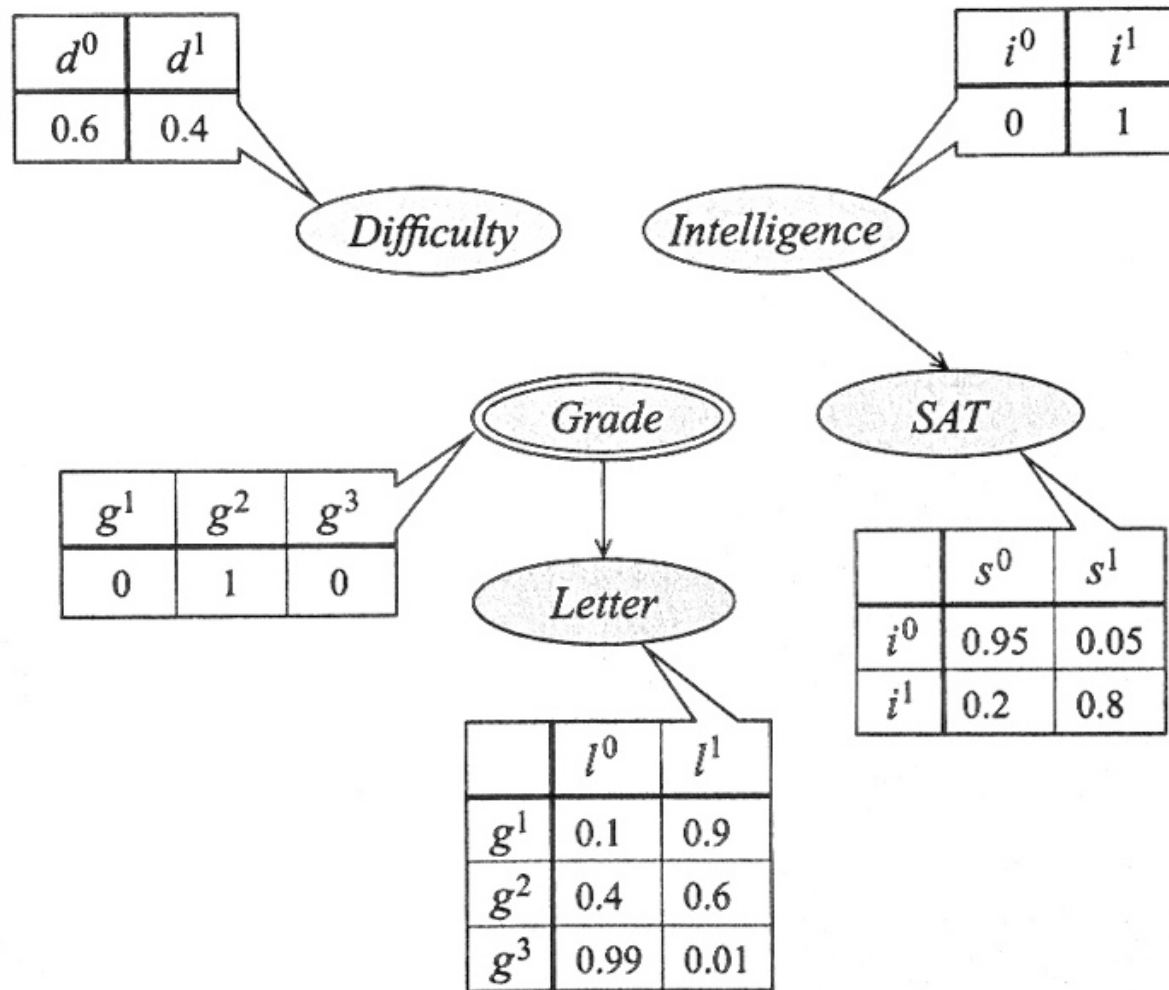 d⁰ d¹
0.6 0.4
i⁰ i¹
0 1
Difficulty
Intelligence
Grade
SAT
g¹ g² g³
0 1 0
Letter
s⁰ s¹
i⁰ 0.95 0.05
i¹ 0.2 0.8
l⁰ l¹
g¹ 0.1 0.9
g² 0.4 0.6
g³ 0.99 0.01